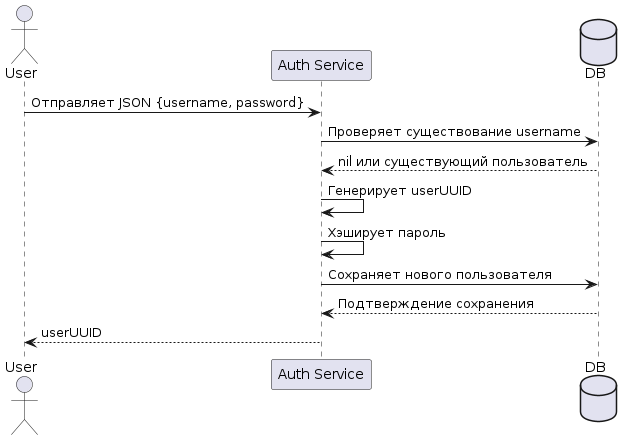 User
Auth Service
DB
Отправляет JSON {username, password}
Проверяет существование username
nil или существующий пользователь
Генерирует userUUID
Хэширует пароль
Сохраняет нового пользователя
Подтверждение сохранения
userUUID
User
Auth Service
DB